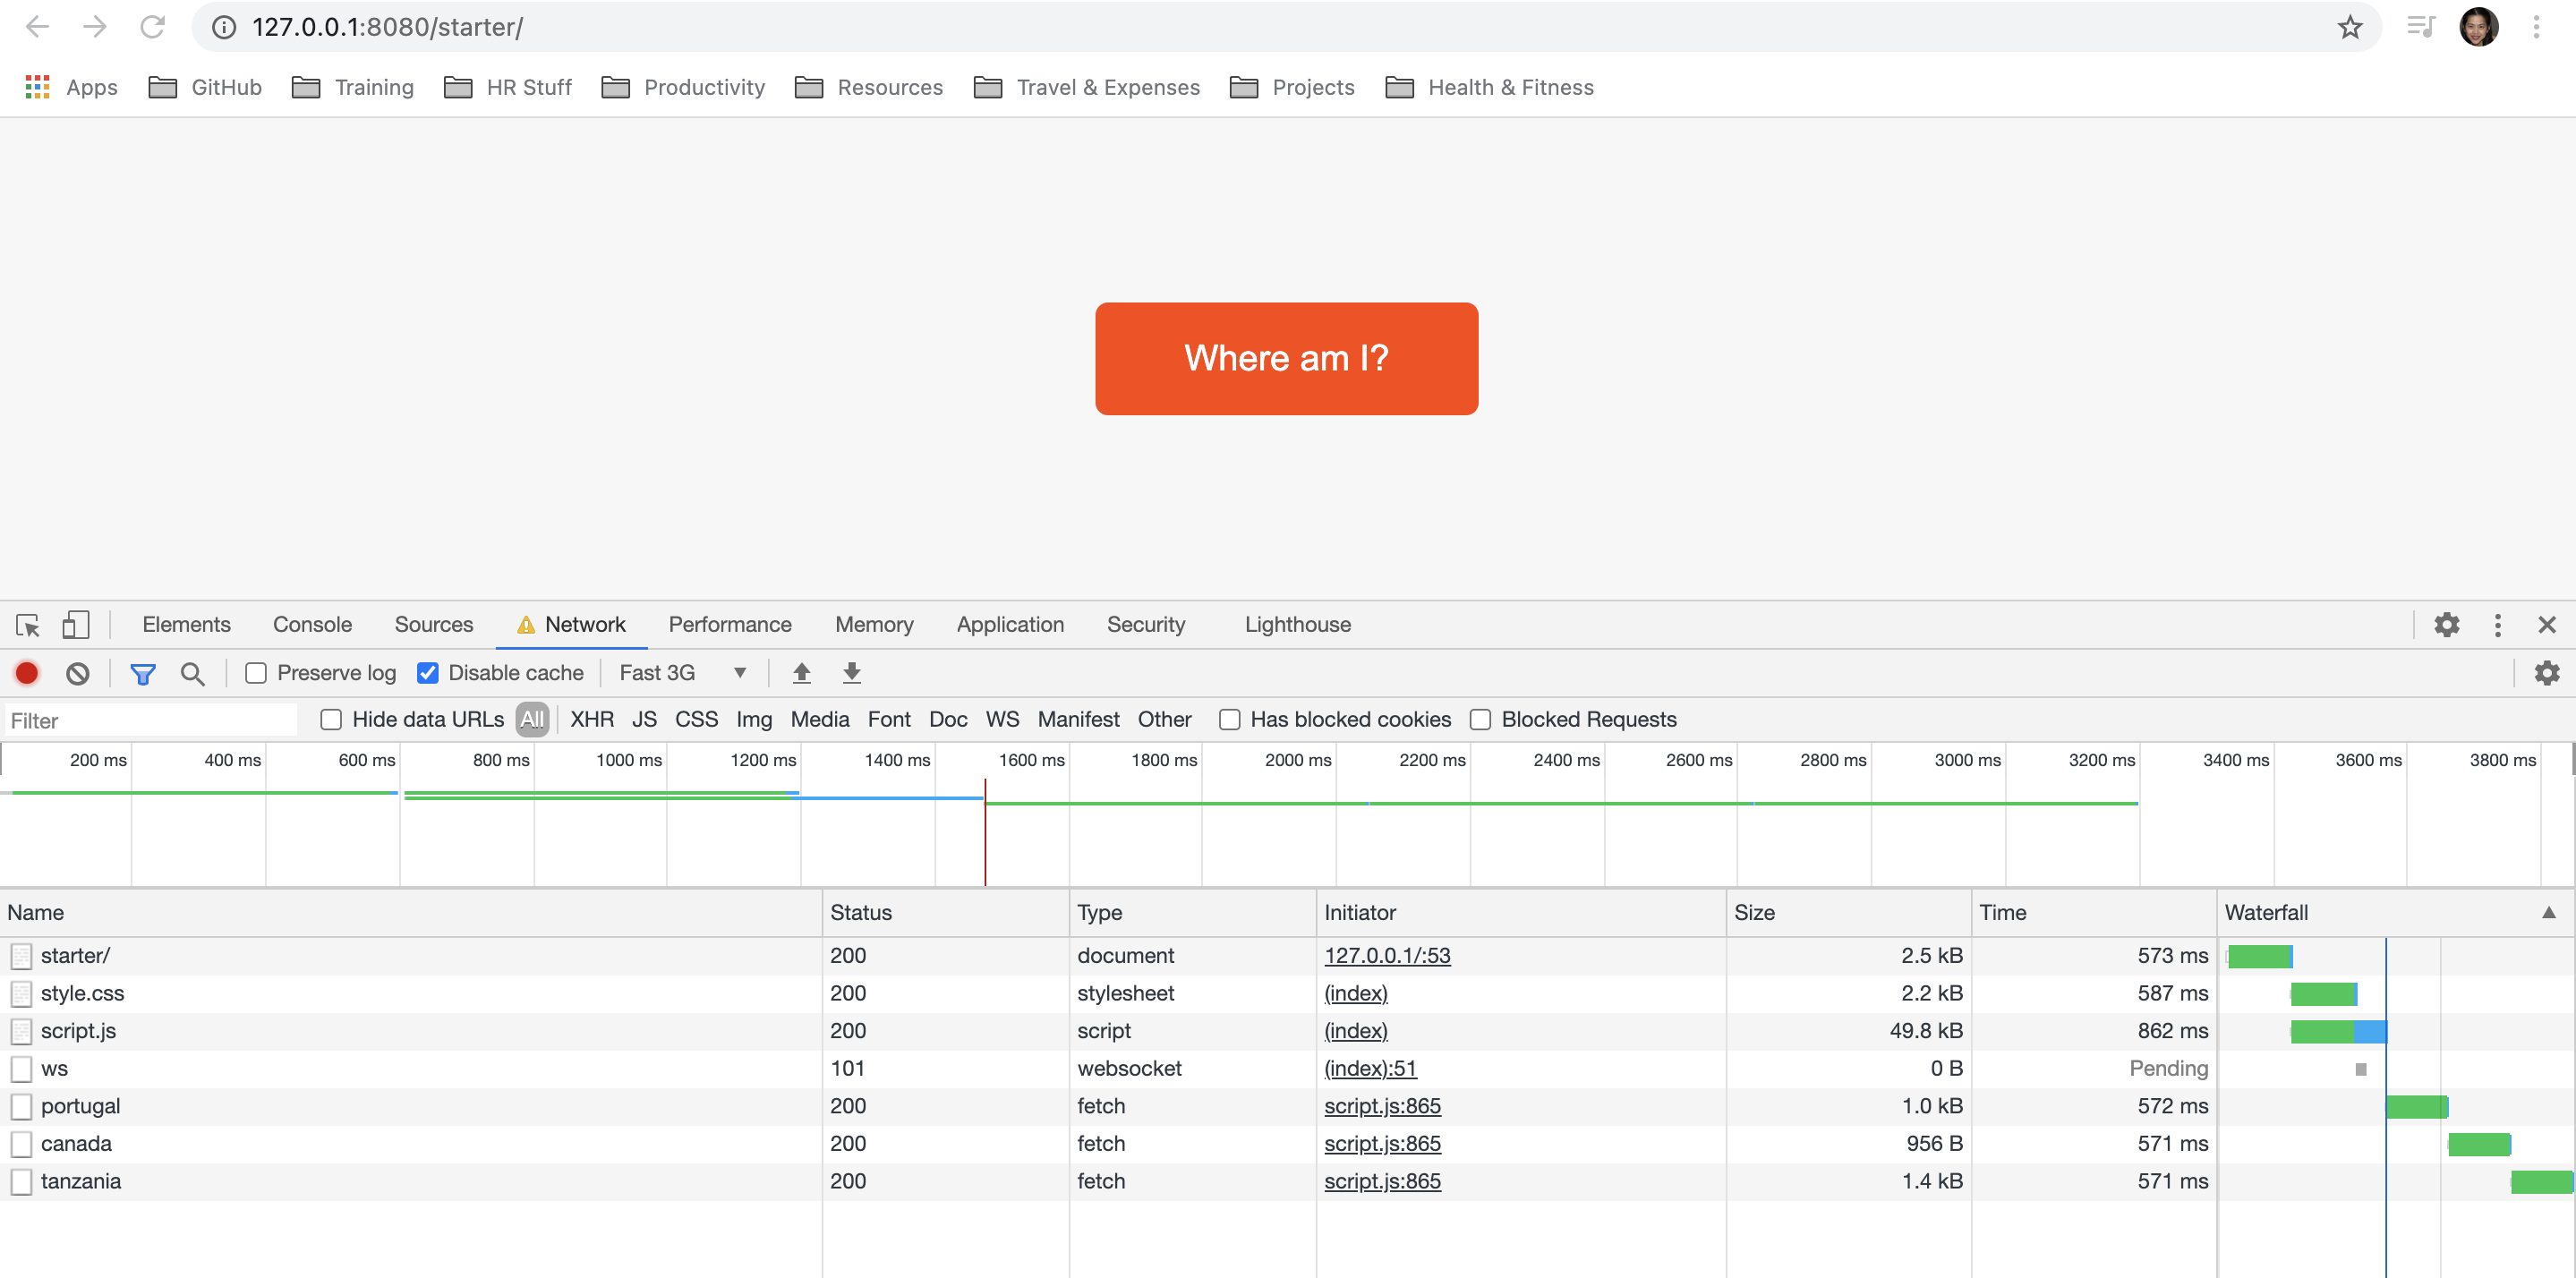 127.0.0.1:8080/starter/
Apps GitHub Training HR Stuff Productivity Resources Travel & Expenses Projects Health & Fitness
Where am I?
Elements Console Sources Network Performance Memory Application Security Lighthouse
Preserve log Disable cache Fast 3G
Filter Hide data URLs All XHR JS CSS Img Media Font Doc WS Manifest Other Has blocked cookies Blocked Requests
200 ms 400 ms 600 ms 800 ms 1000 ms 1200 ms 1400 ms 1600 ms 1800 ms 2000 ms 2200 ms 2400 ms 2600 ms 2800 ms 3000 ms 3200 ms 3400 ms 3600 ms 3800 ms
Name Status Type Initiator Size Time Waterfall
starter/ 200 document 127.0.0.1/:53 2.5 kB 573 ms
style.css 200 stylesheet (index) 2.2 kB 587 ms
script.js 200 script (index) 49.8 kB 862 ms
ws 101 websocket (index):51 0 B Pending
portugal 200 fetch script.js:865 1.0 kB 572 ms
canada 200 fetch script.js:865 956 B 571 ms
tanzania 200 fetch script.js:865 1.4 kB 571 ms